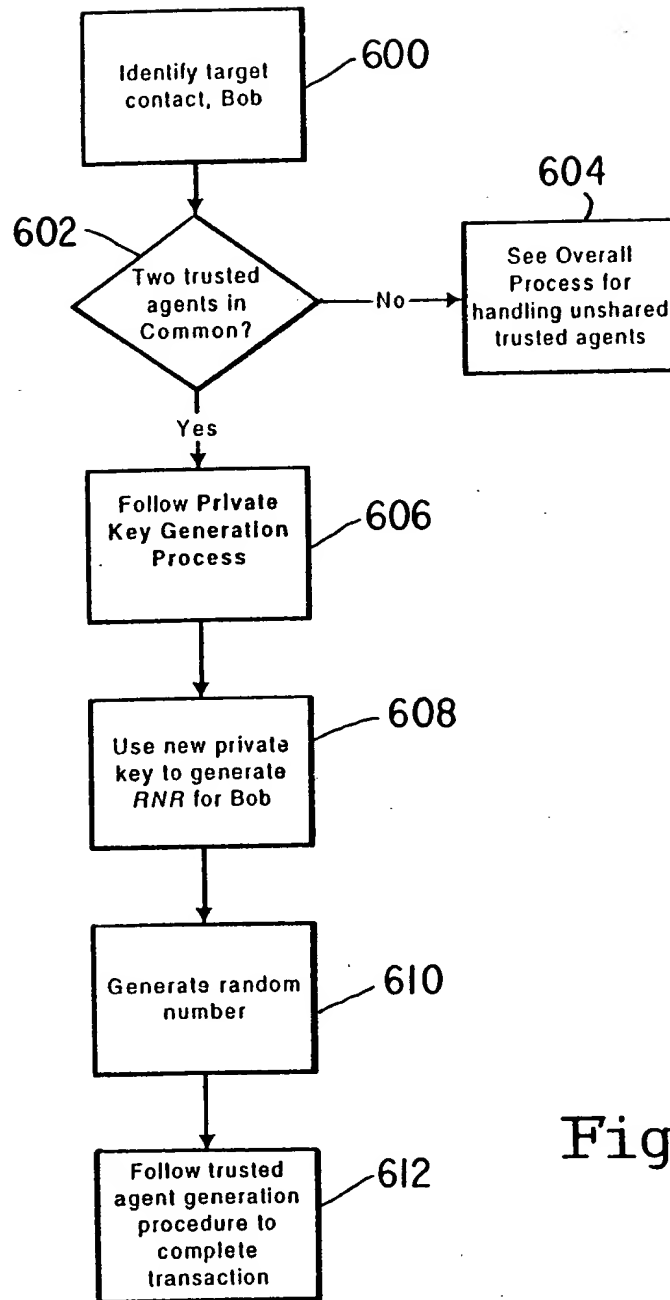 Identify target
contact, Bob
600
602
Two trusted
agents in
Common?
No
604
See Overall
Process for
handling unshared
trusted agents
Yes
Follow Private
Key Generation
Process
606
Use new private
key to generate
RNR for Bob
608
Generate random
number
610
Follow trusted
agent generation
procedure to
complete
transaction
612
Fig